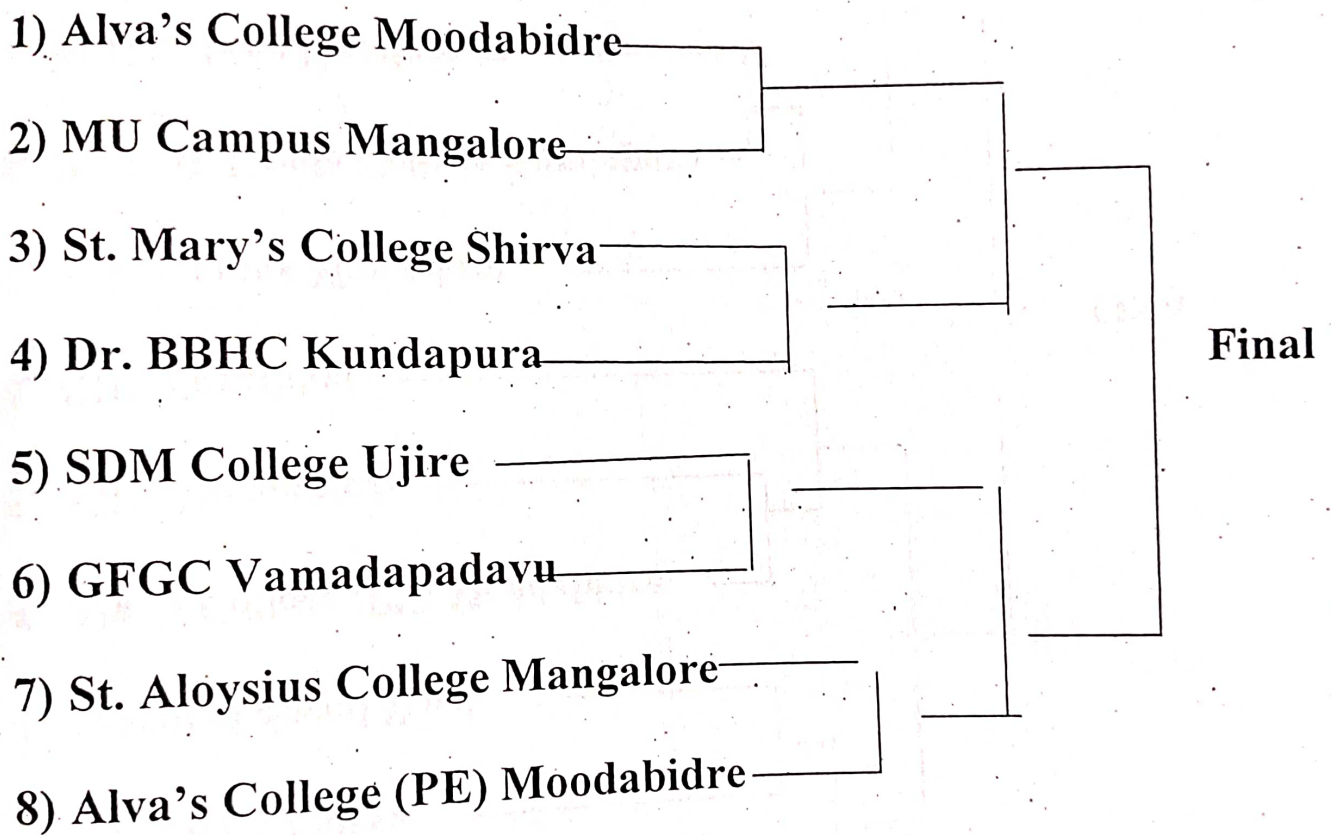 1) Alva's College Moodabidre
2) MU Campus Mangalore
3) St. Mary's College Shirva
4) Dr. BBHC Kundapura
Final
5) SDM College Ujire
6) GFGC Vamadapadavu
7) St. Aloysius College Mangalore
8) Alva's College (PE) Moodabidre